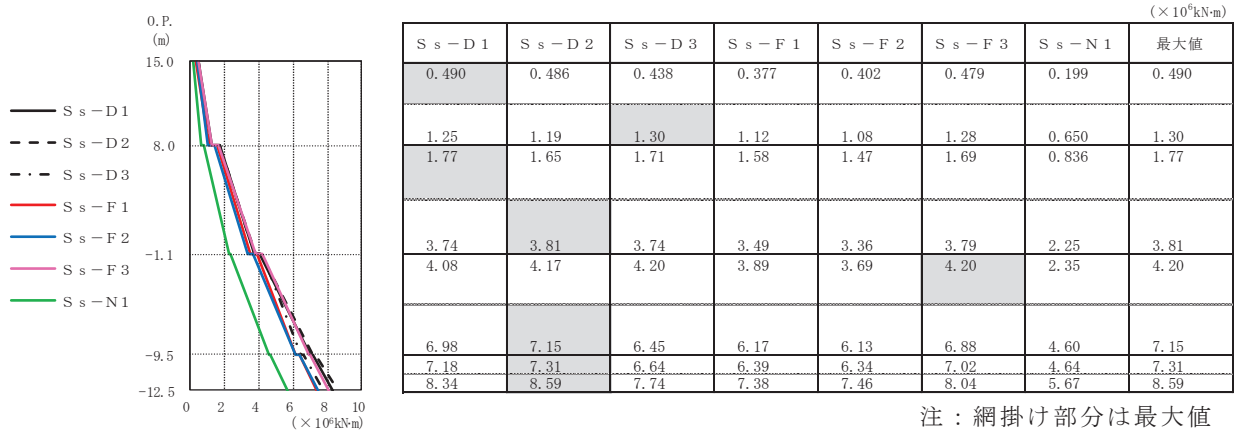 O.P.
(m)
15.0
8.0
-1.1
-9.5
-12.5
0 2 4 6 8 10
(×10⁶kN·m)
Ｓｓ－Ｄ1
Ｓｓ－Ｄ2
Ｓｓ－Ｄ3
Ｓｓ－Ｆ1
Ｓｓ－Ｆ2
Ｓｓ－Ｆ3
Ｓｓ－Ｎ1
(×10⁶kN·m)
Ｓｓ－Ｄ1 Ｓｓ－Ｄ2 Ｓｓ－Ｄ3 Ｓｓ－Ｆ1 Ｓｓ－Ｆ2 Ｓｓ－Ｆ3 Ｓｓ－Ｎ1 最大値
0.490 0.486 0.438 0.377 0.402 0.479 0.199 0.490
1.25 1.19 1.30 1.12 1.08 1.28 0.650 1.30
1.77 1.65 1.71 1.58 1.47 1.69 0.836 1.77
3.74 3.81 3.74 3.49 3.36 3.79 2.25 3.81
4.08 4.17 4.20 3.89 3.69 4.20 2.35 4.20
6.98 7.15 6.45 6.17 6.13 6.88 4.60 7.15
7.18 7.31 6.64 6.39 6.34 7.02 4.64 7.31
8.34 8.59 7.74 7.38 7.46 8.04 5.67 8.59
注：網掛け部分は最大値